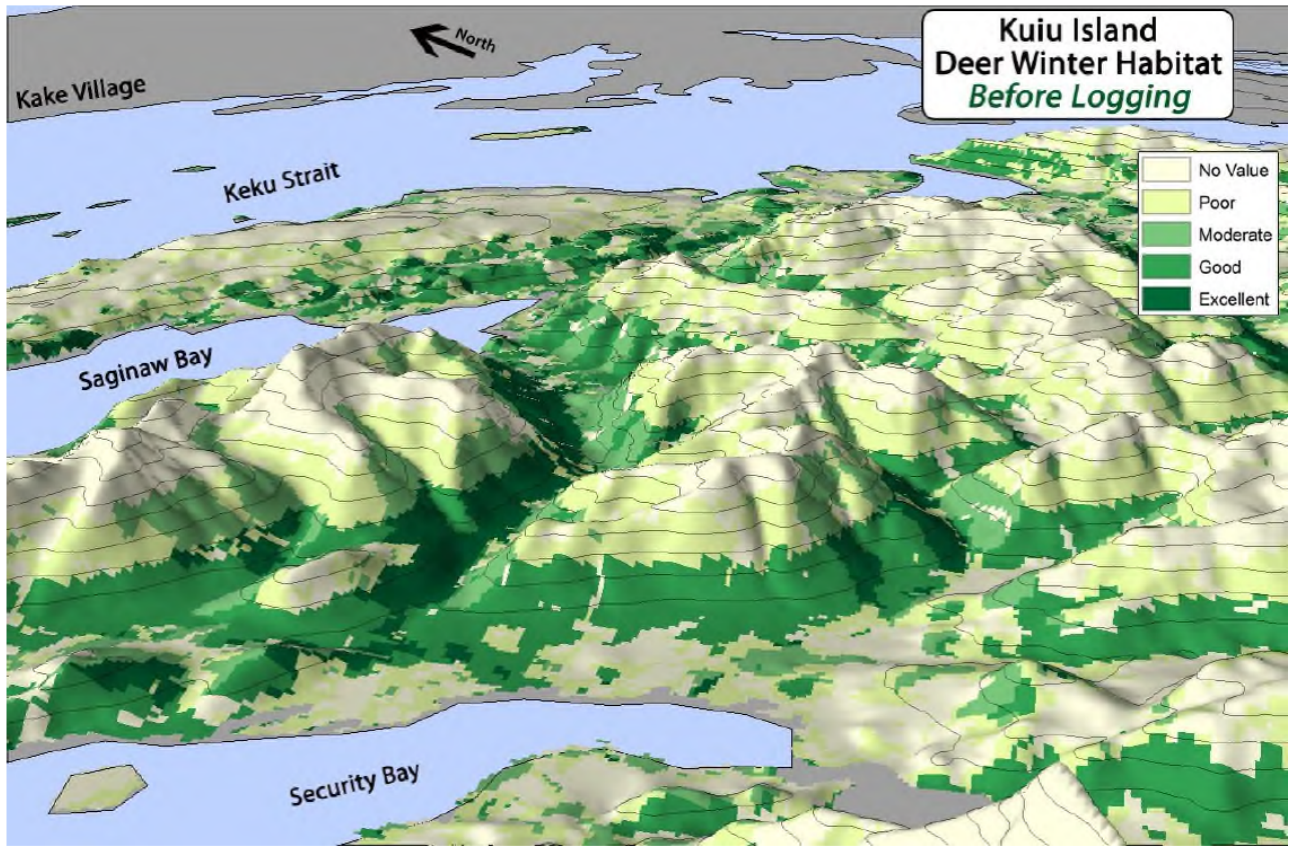 Kuiu Island
Deer Winter Habitat
Before Logging
North
Kake Village
Keku Strait
No Value
Poor
Moderate
Good
Excellent
Saginaw Bay
Security Bay